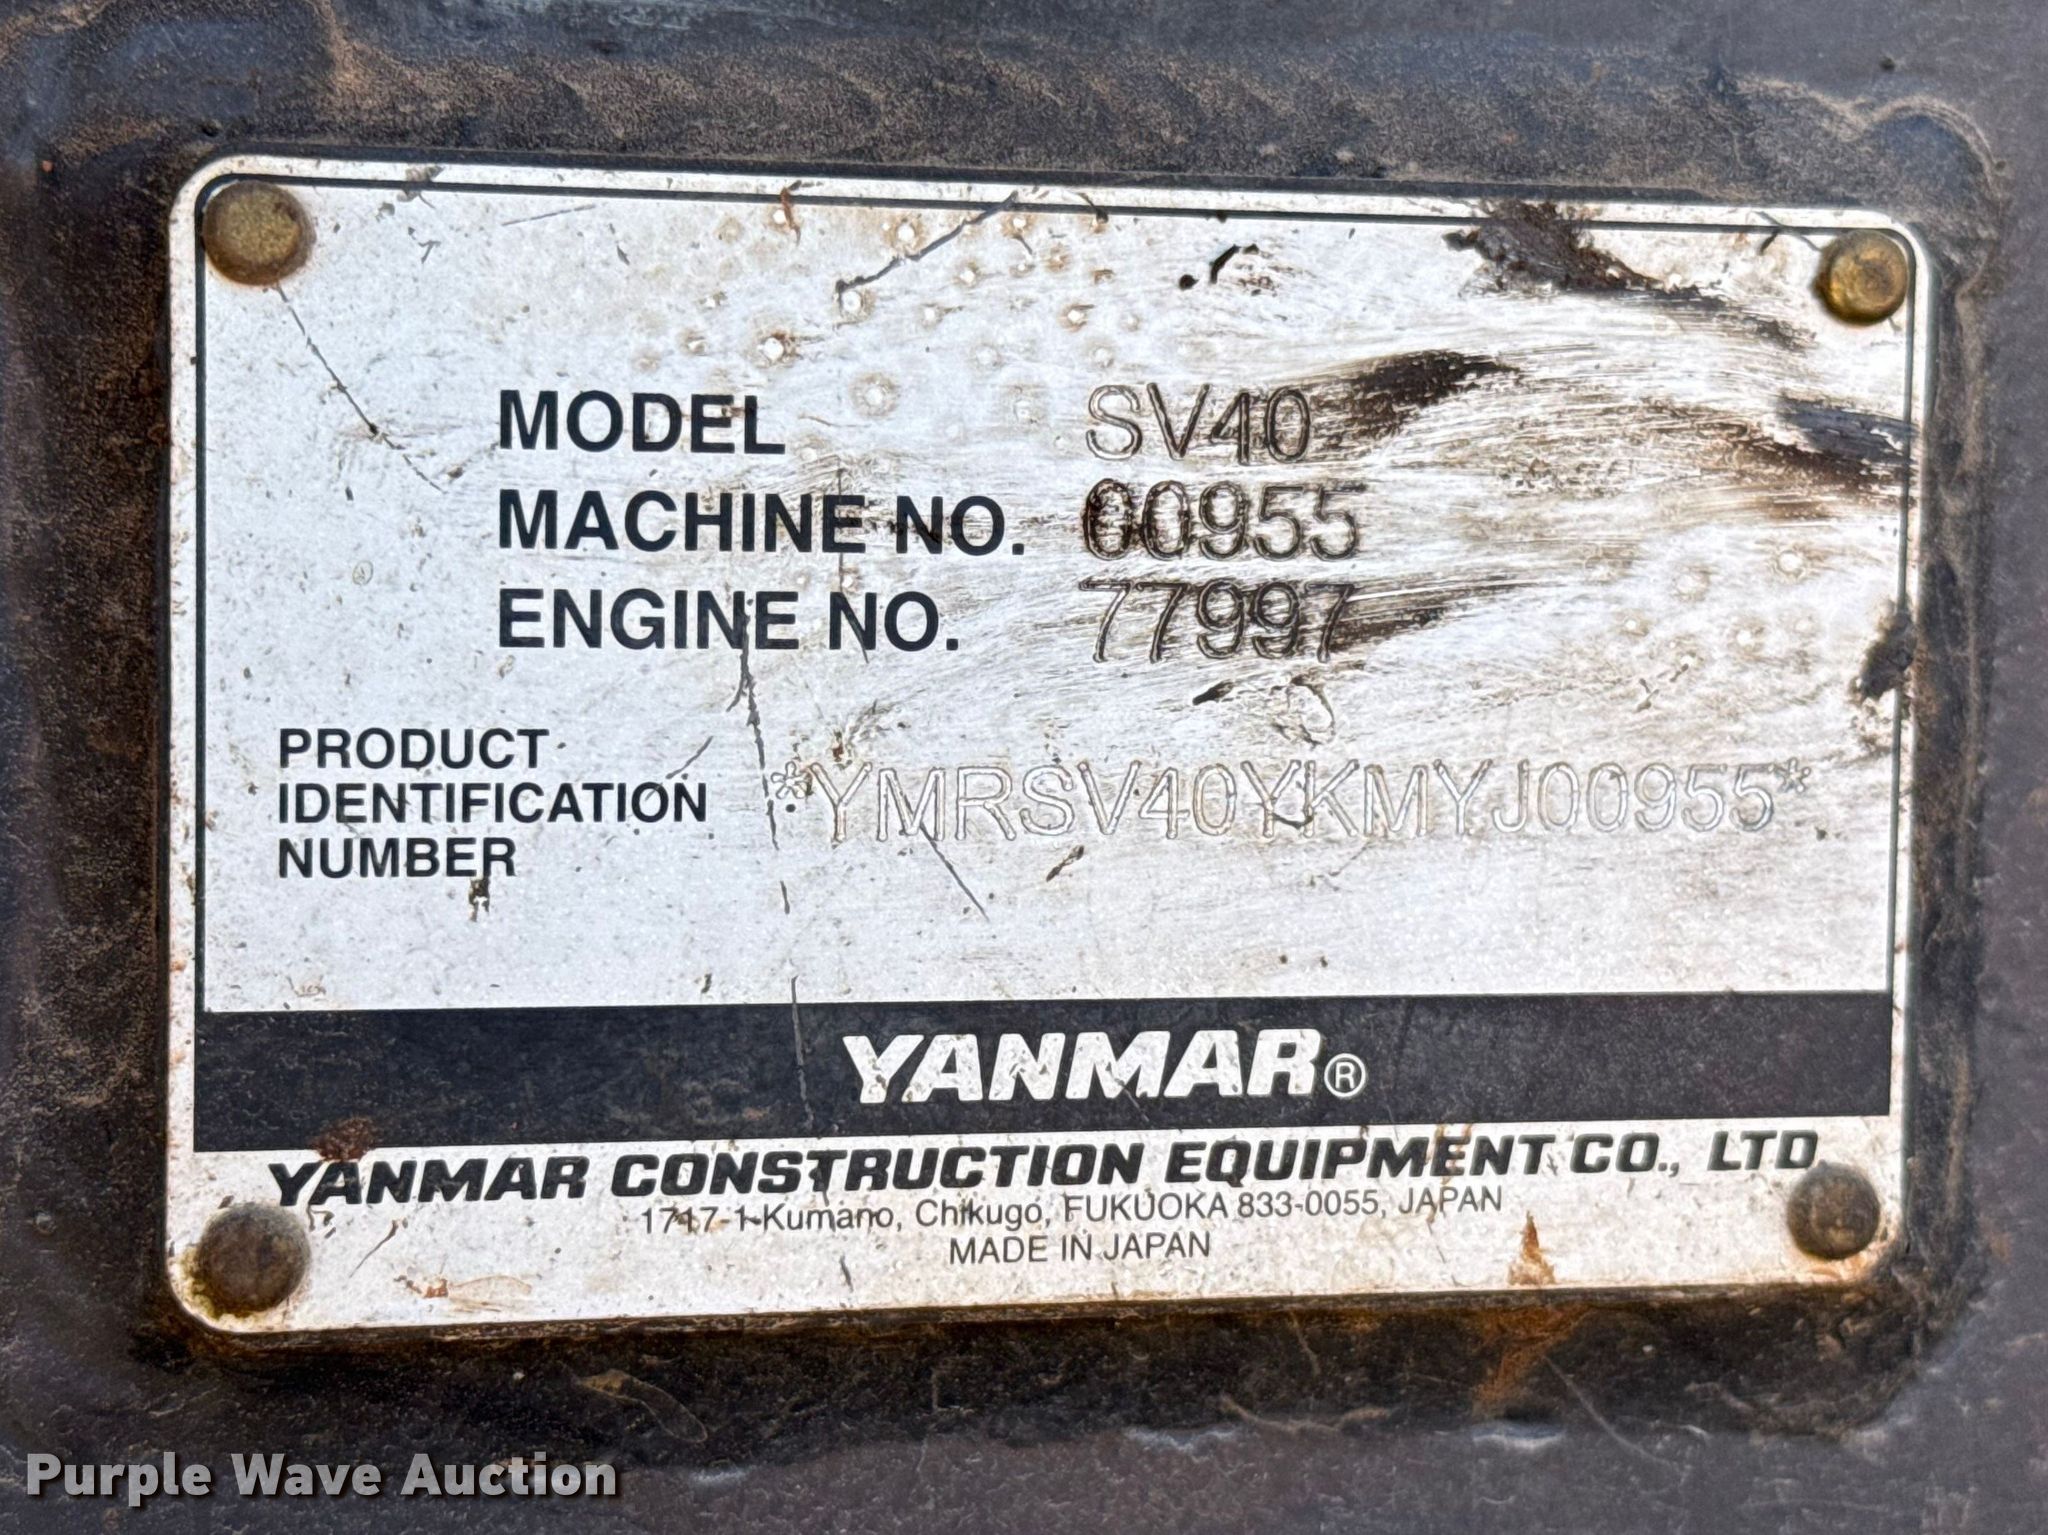 MODEL SV40
MACHINE NO. 00955
ENGINE NO. 77997
PRODUCT
IDENTIFICATION *YMRSV40YKMYJ00955*
NUMBER
YANMAR®
YANMAR CONSTRUCTION EQUIPMENT CO., LTD.
1717-1 Kumano, Chikugo, FUKUOKA 833-0055, JAPAN
MADE IN JAPAN
Purple Wave Auction